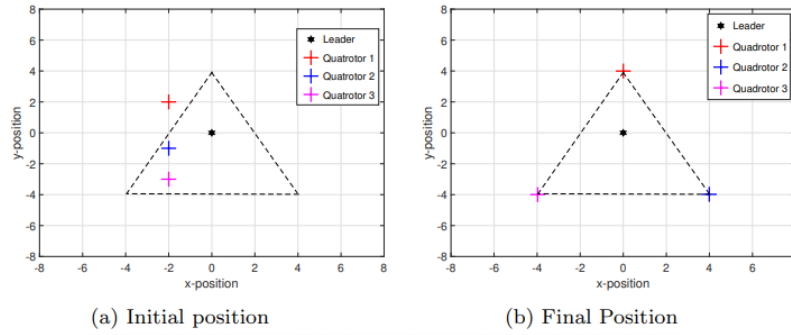 8
6
4
2
0
-2
-4
-6
-8
-8 -6 -4 -2 0 2 4 6 8
y-position
x-position
Leader
Quatrotor 1
Quatrotor 2
Quatrotor 3
(a) Initial position
8
6
4
2
0
-2
-4
-6
-8
-8 -6 -4 -2 0 2 4 6
y-position
x-position
Leader
Quadrotor 1
Quadrotor 2
Quadrotor 3
(b) Final Position